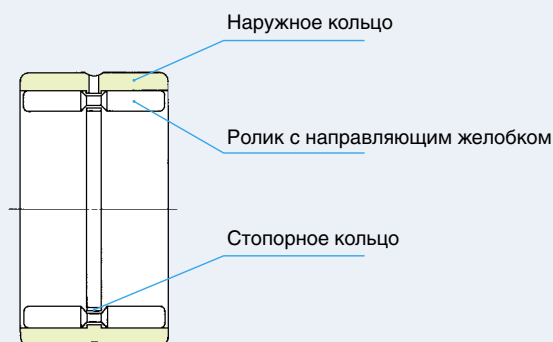 Наружное кольцо
Ролик с направляющим желобком
Стопорное кольцо